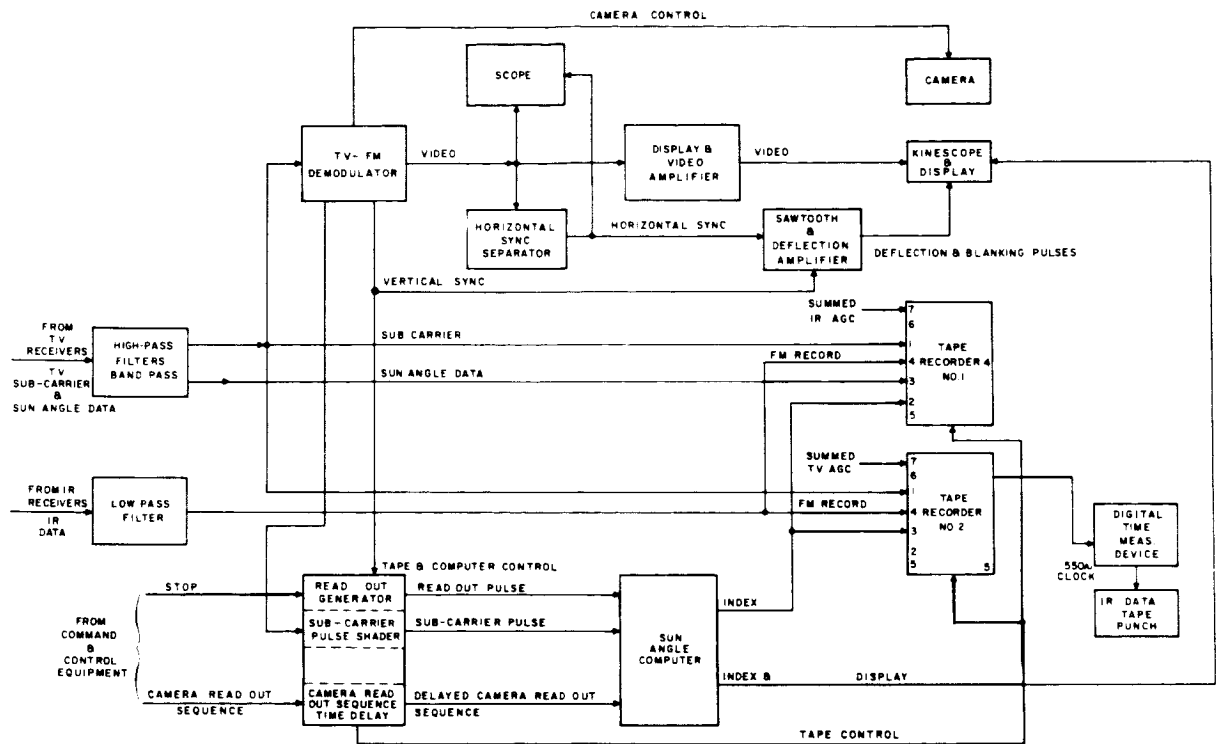 CAMERA CONTROL
SCOPE
CAMERA
TV-FM
DEMODULATOR
VIDEO
DISPLAY &
VIDEO
AMPLIFIER
VIDEO
KINESCOPE
&
DISPLAY
HORIZONTAL
SYNC
SEPARATOR
HORIZONTAL SYNC
SAWTOOTH
&
DEFLECTION
AMPLIFIER
DEFLECTION & BLANKING PULSES
VERTICAL SYNC
FROM
TV
RECEIVERS
TV
SUB-CARRIER
&
SUN ANGLE DATA
HIGH-PASS
FILTERS
BAND PASS
SUB CARRIER
SUN ANGLE DATA
SUMMED
IR AGC
FM RECORD
7
6
1
4
3
2
5
TAPE
RECORDER 4
NO.1
FROM IR
RECEIVERS
IR
DATA
LOW PASS
FILTER
SUMMED
TV AGC
FM RECORD
7
6
1
4
3
2
5
TAPE
RECORDER
NO 2
5
DIGITAL
TIME
MEAS.
DEVICE
550~
CLOCK
IR DATA
TAPE
PUNCH
TAPE & COMPUTER CONTROL
FROM
COMMAND
&
CONTROL
EQUIPMENT
STOP
READ OUT
GENERATOR
READ OUT PULSE
SUB-CARRIER
PULSE SHADER
SUB-CARRIER PULSE
CAMERA READ OUT
SEQUENCE
CAMERA READ
OUT SEQUENCE
TIME DELAY
DELAYED CAMERA READ OUT
SEQUENCE
SUN
ANGLE
COMPUTER
INDEX
INDEX & DISPLAY
TAPE CONTROL